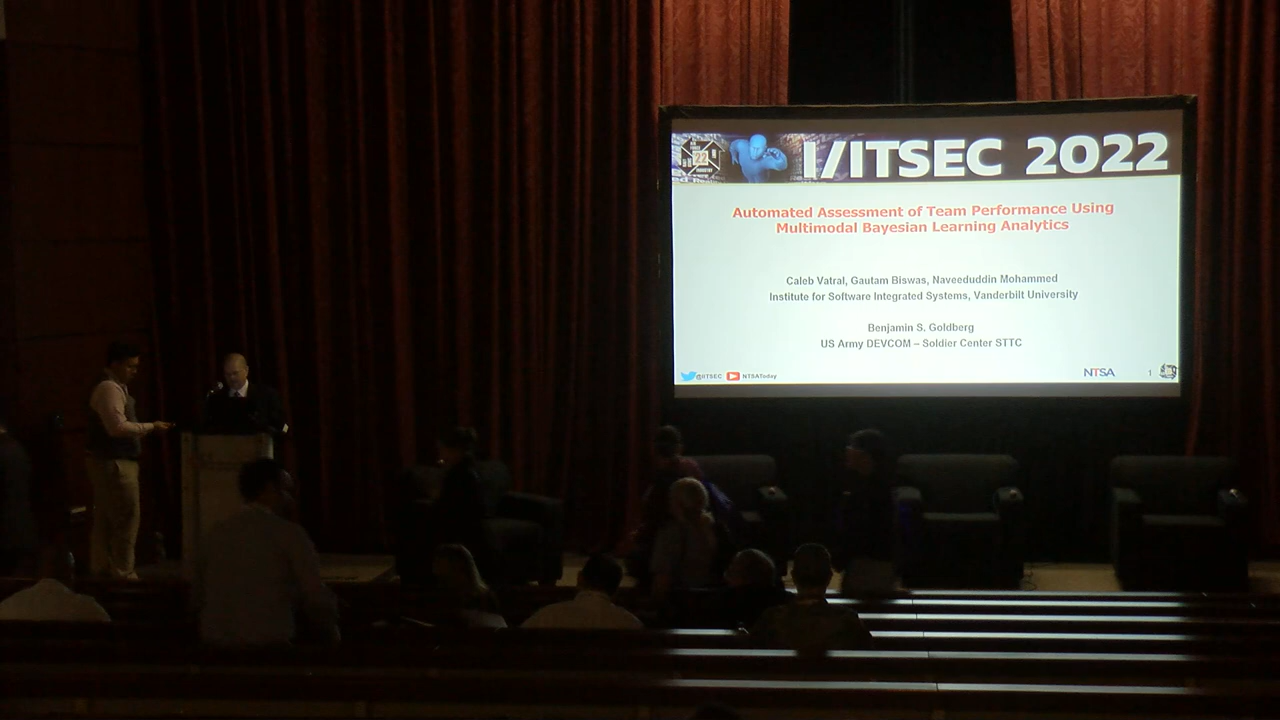 I/ITSEC 2022
22
Automated Assessment of Team Performance Using
Multimodal Bayesian Learning Analytics
Caleb Vatral, Gautam Biswas, Naveeduddin Mohammed
Institute for Software Integrated Systems, Vanderbilt University
Benjamin S. Goldberg
US Army DEVCOM – Soldier Center STTC
@IITSEC NTSAToday
NTSA 1